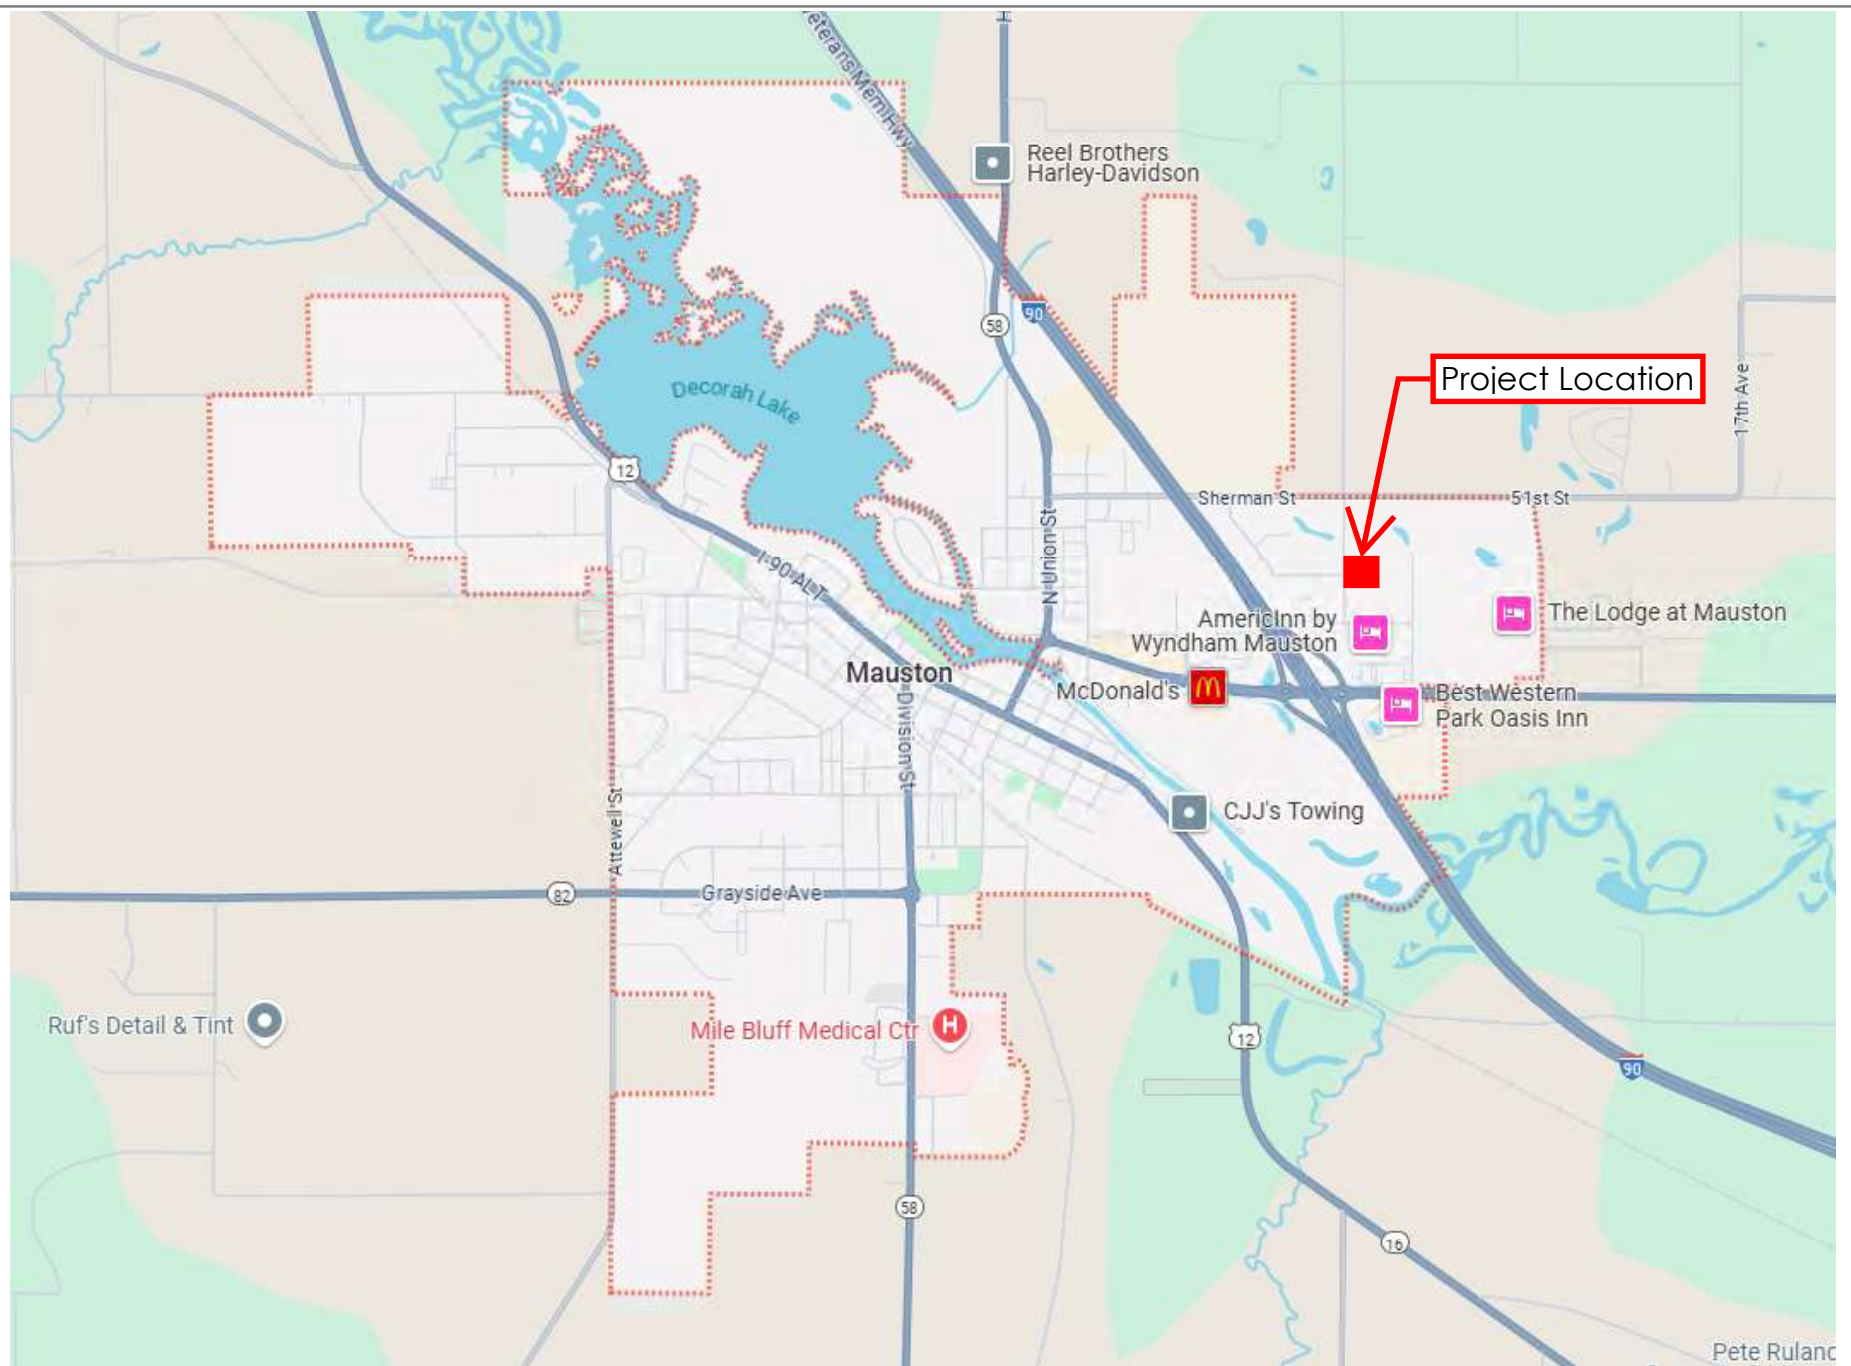 Veterans Mem Hwy
H
Reel Brothers
Harley-Davidson
90
58
Project Location
Decorah Lake
17th Ave
12
Sherman St
51st St
N Union St
I-90 ALT
AmericInn by
Wyndham Mauston
The Lodge at Mauston
Mauston
McDonald's
Best Western
Park Oasis Inn
Division St
Attewell St
CJJ's Towing
82
Grayside Ave
Ruf's Detail & Tint
Mile Bluff Medical Ctr
H
12
90
58
16
Pete Ruland